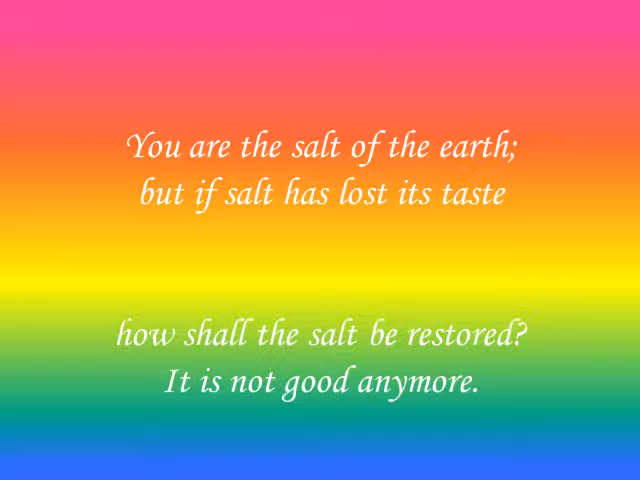 You are the salt of the earth;
but if salt has lost its taste
how shall the salt be restored?
It is not good anymore.